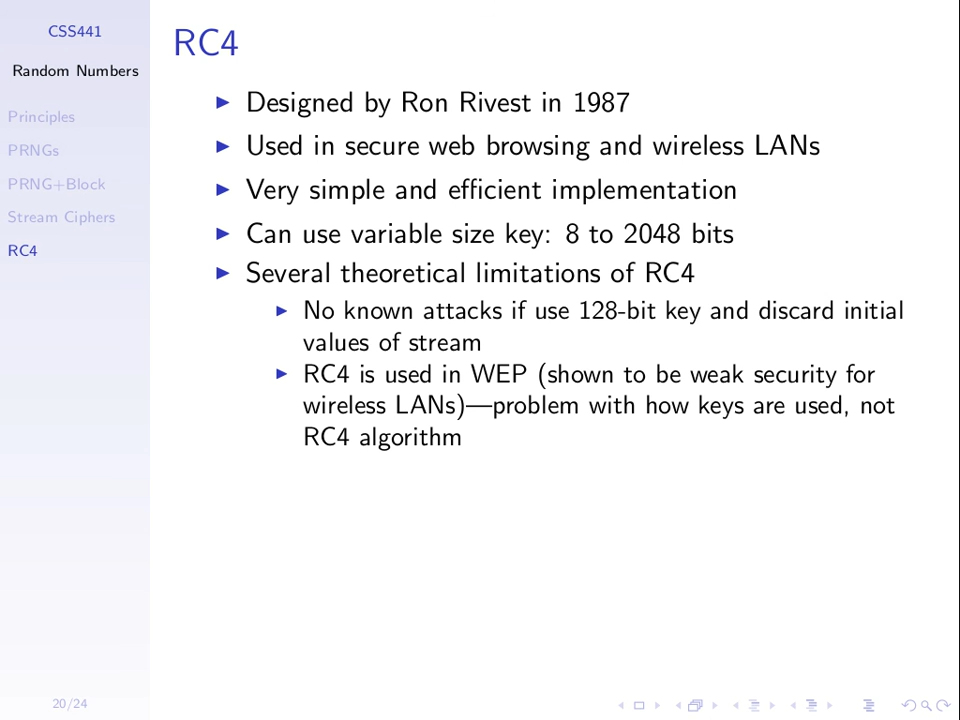 CSS441
Random Numbers
Principles
PRNGs
PRNG+Block
Stream Ciphers
RC4
20/24
RC4
Designed by Ron Rivest in 1987
Used in secure web browsing and wireless LANs
Very simple and efficient implementation
Can use variable size key: 8 to 2048 bits
Several theoretical limitations of RC4
No known attacks if use 128-bit key and discard initial
values of stream
RC4 is used in WEP (shown to be weak security for
wireless LANs)—problem with how keys are used, not
RC4 algorithm